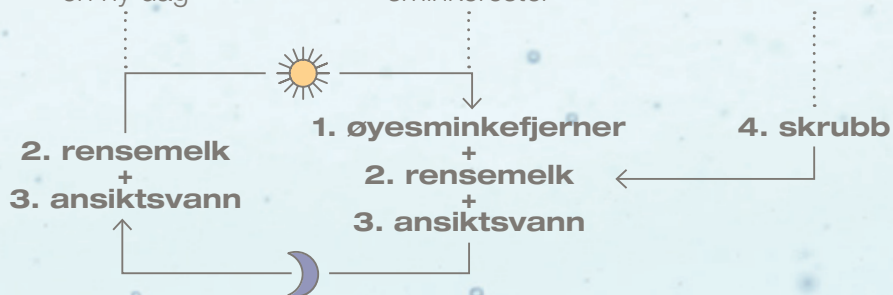 2. rensemelk
+
3. ansiktsvann
1. øyesminkefjerner
+
2. rensemelk
+
3. ansiktsvann
4. skrubb